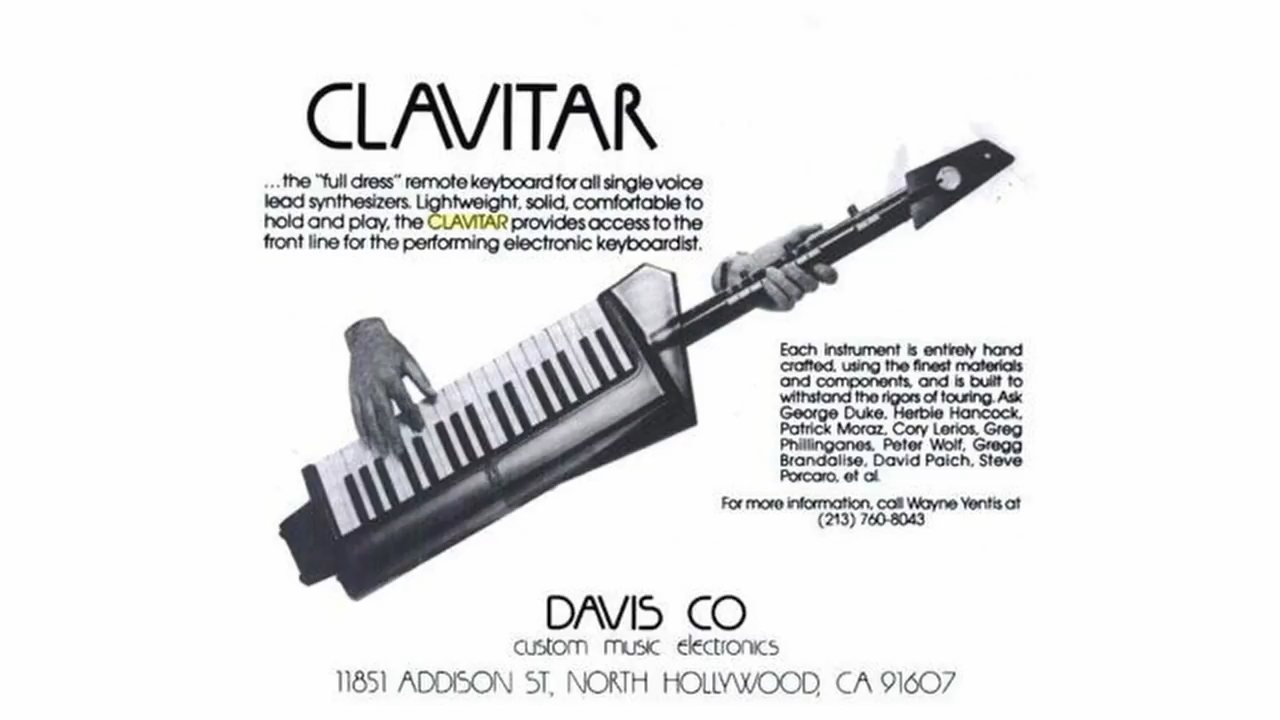 CLAVITAR
...the "full dress" remote keyboard for all single voice
lead synthesizers. Lightweight, solid, comfortable to
hold and play, the CLAVITAR provides access to the
front line for the performing electronic keyboardist.
Each instrument is entirely hand
crafted, using the finest materials
and components, and is built to
withstand the rigors of touring. Ask
George Duke, Herbie Hancock,
Patrick Moraz, Cory Lerios, Greg
Phillinganes, Peter Wolf, Gregg
Brandalise, David Paich, Steve
Porcaro, et al.
For more information, call Wayne Yentis at
(213) 760-8043
DAVIS CO
custom music electronics
11851 ADDISON ST, NORTH HOLLYWOOD, CA 91607